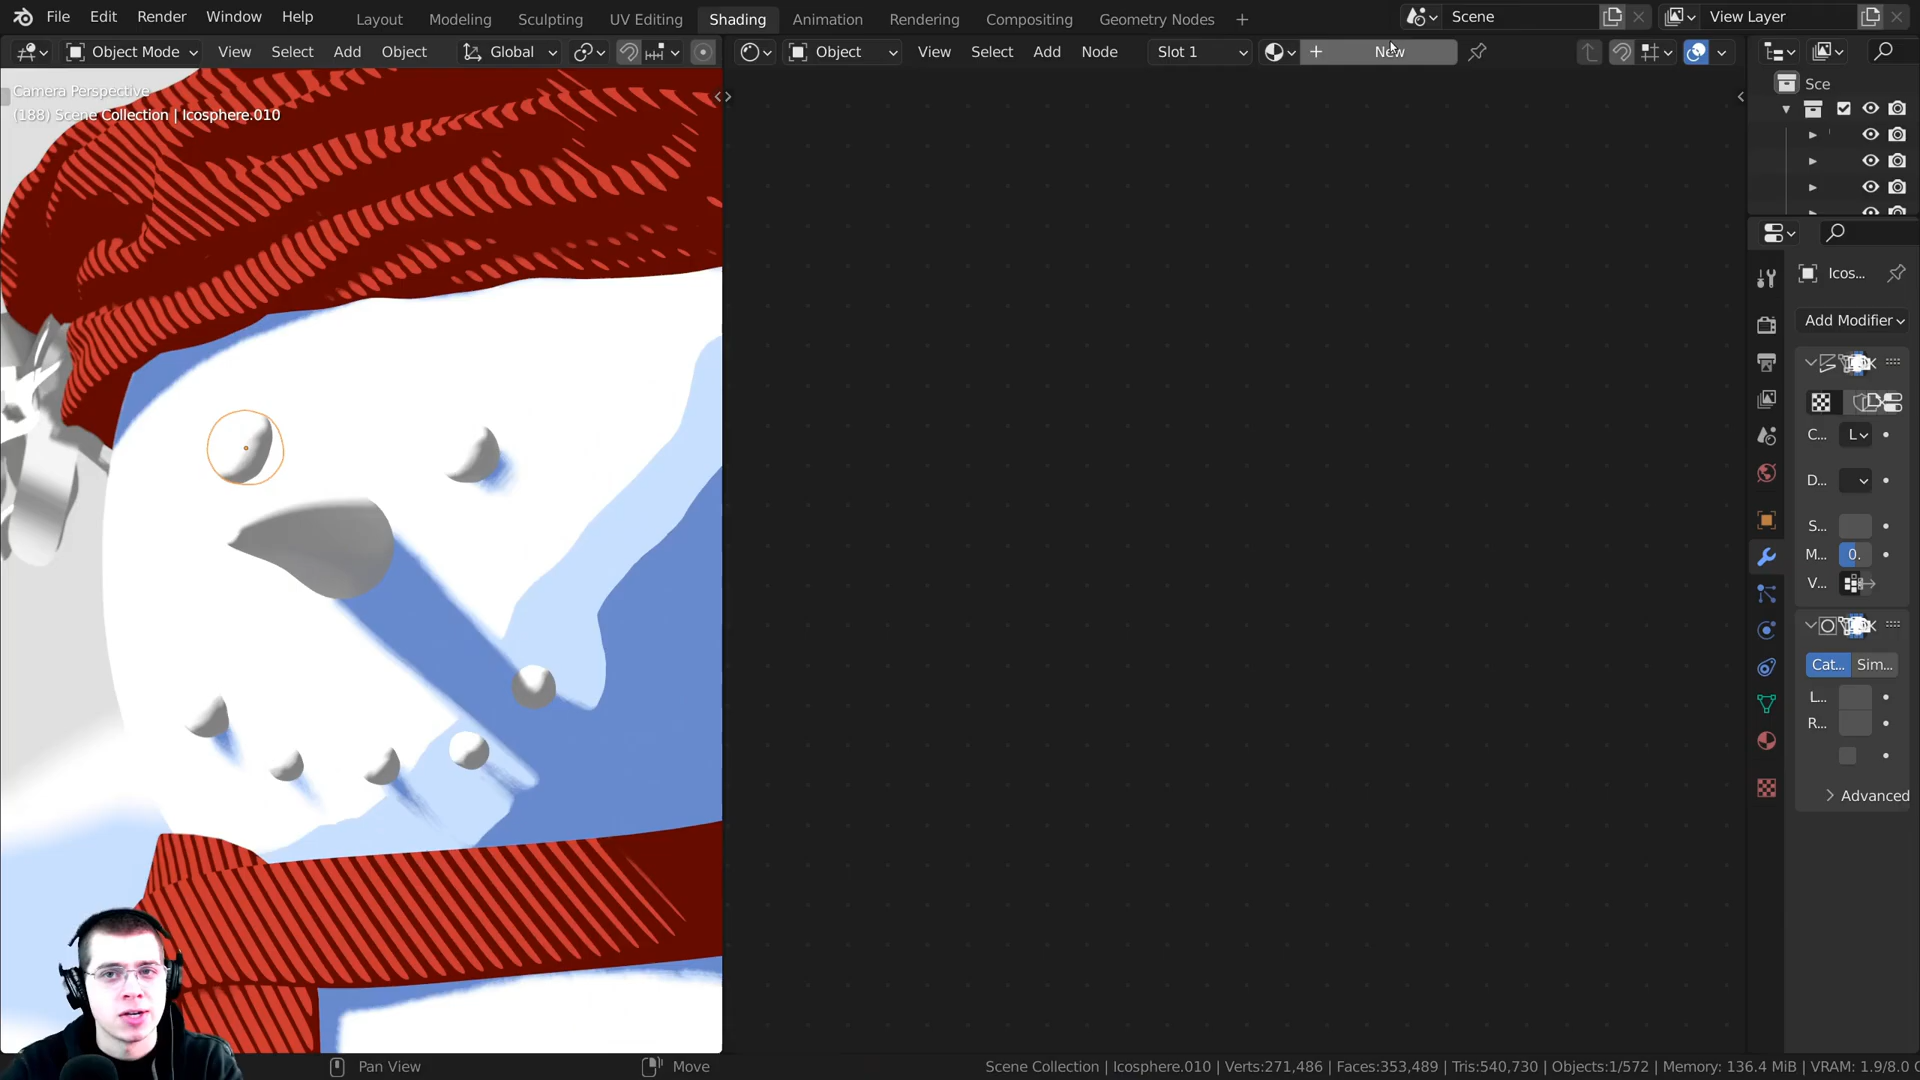 File Edit Render Window Help
Layout Modeling Sculpting UV Editing Shading Animation Rendering Compositing Geometry Nodes +
Scene
View Layer
Object Mode View Select Add Object Global
Object View Select Add Node Slot 1 New
Camera Perspective
(188) Scene Collection | Icosphere.010
Sce
Icos...
Add Modifier
C... L
D...
S...
M... 0.
V...
Cat... Sim...
L...
R...
Advanced
Pan View
Move
Scene Collection | Icosphere.010 | Verts:271,486 | Faces:353,489 | Tris:540,730 | Objects:1/572 | Memory: 136.4 MiB | VRAM: 1.9/8.0